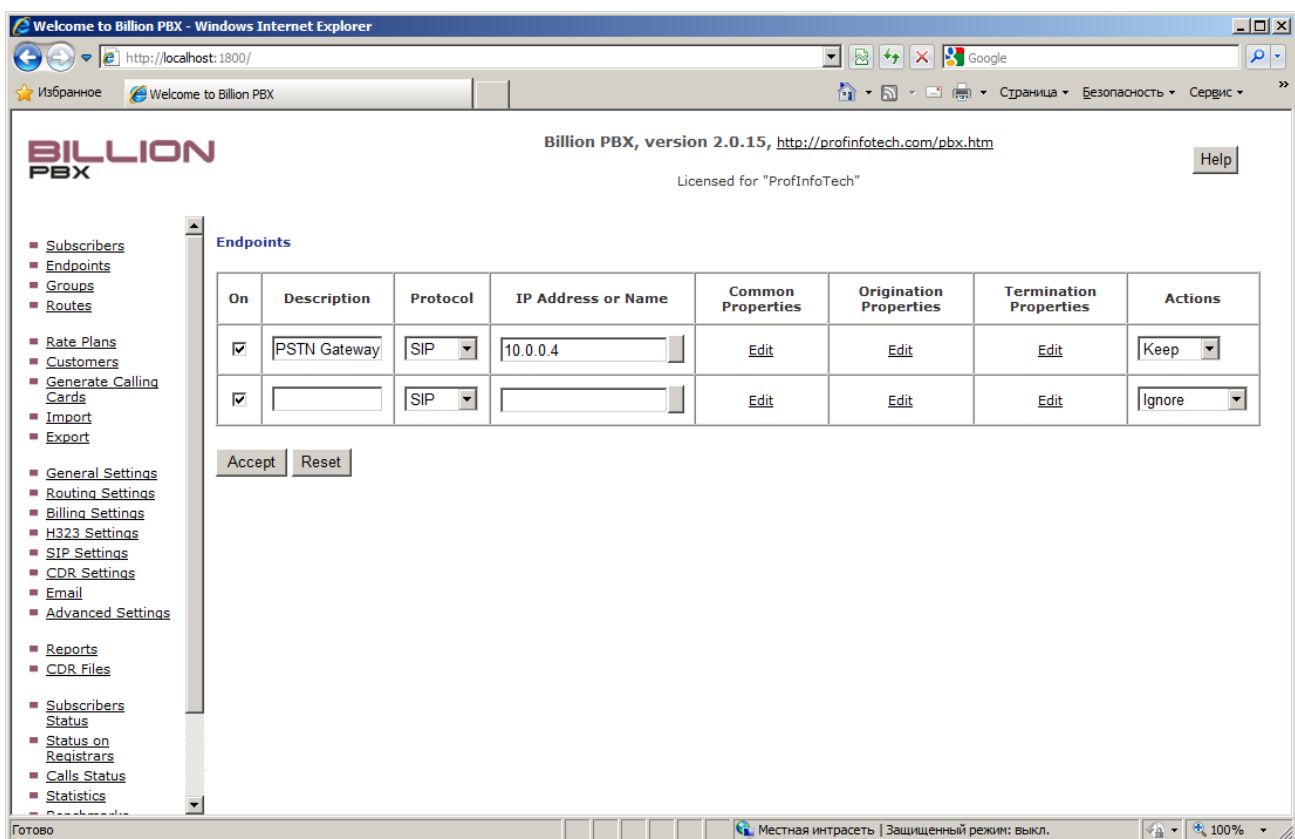 Welcome to Billion PBX - Windows Internet Explorer
http://localhost:1800/
Google
Избранное
Welcome to Billion PBX
Страница
Безопасность
Сервис
»
BILLION
PBX
Billion PBX, version 2.0.15, http://profinfotech.com/pbx.htm
Licensed for "ProfInfoTech"
Help
Subscribers
Endpoints
Groups
Routes
Rate Plans
Customers
Generate Calling
Cards
Import
Export
General Settings
Routing Settings
Billing Settings
H323 Settings
SIP Settings
CDR Settings
Email
Advanced Settings
Reports
CDR Files
Subscribers
Status
Status on
Registrars
Calls Status
Statistics
Benchmarks
Endpoints
On Description Protocol IP Address or Name Common Properties Origination Properties Termination Properties Actions
PSTN Gateway SIP 10.0.0.4 Edit Edit Edit Keep
SIP Edit Edit Edit Ignore
Accept Reset
Готово
Местная интрасеть | Защищенный режим: выкл.
100%